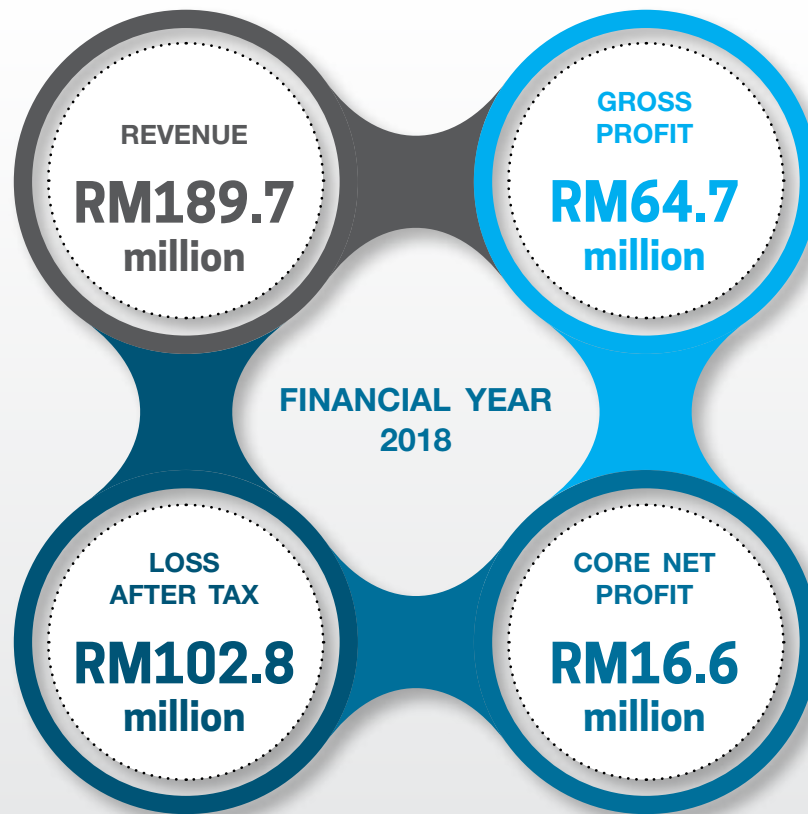 REVENUE
RM189.7
million
GROSS
PROFIT
RM64.7
million
FINANCIAL YEAR
2018
LOSS
AFTER TAX
RM102.8
million
CORE NET
PROFIT
RM16.6
million